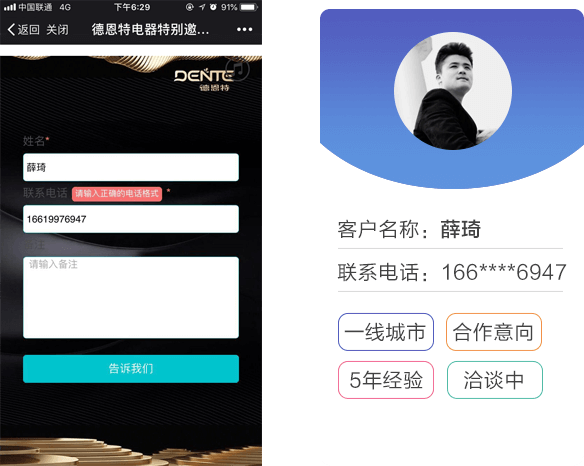 中国联通 4G 下午6:29 91%
返回 关闭 德恩特电器特别邀...
DENTE
德恩特
姓名*
薛琦
联系电话 请输入正确的电话格式 *
16619976947
备注
请输入备注
告诉我们
客户名称：薛琦
联系电话：166****6947
一线城市 合作意向
5年经验 洽谈中